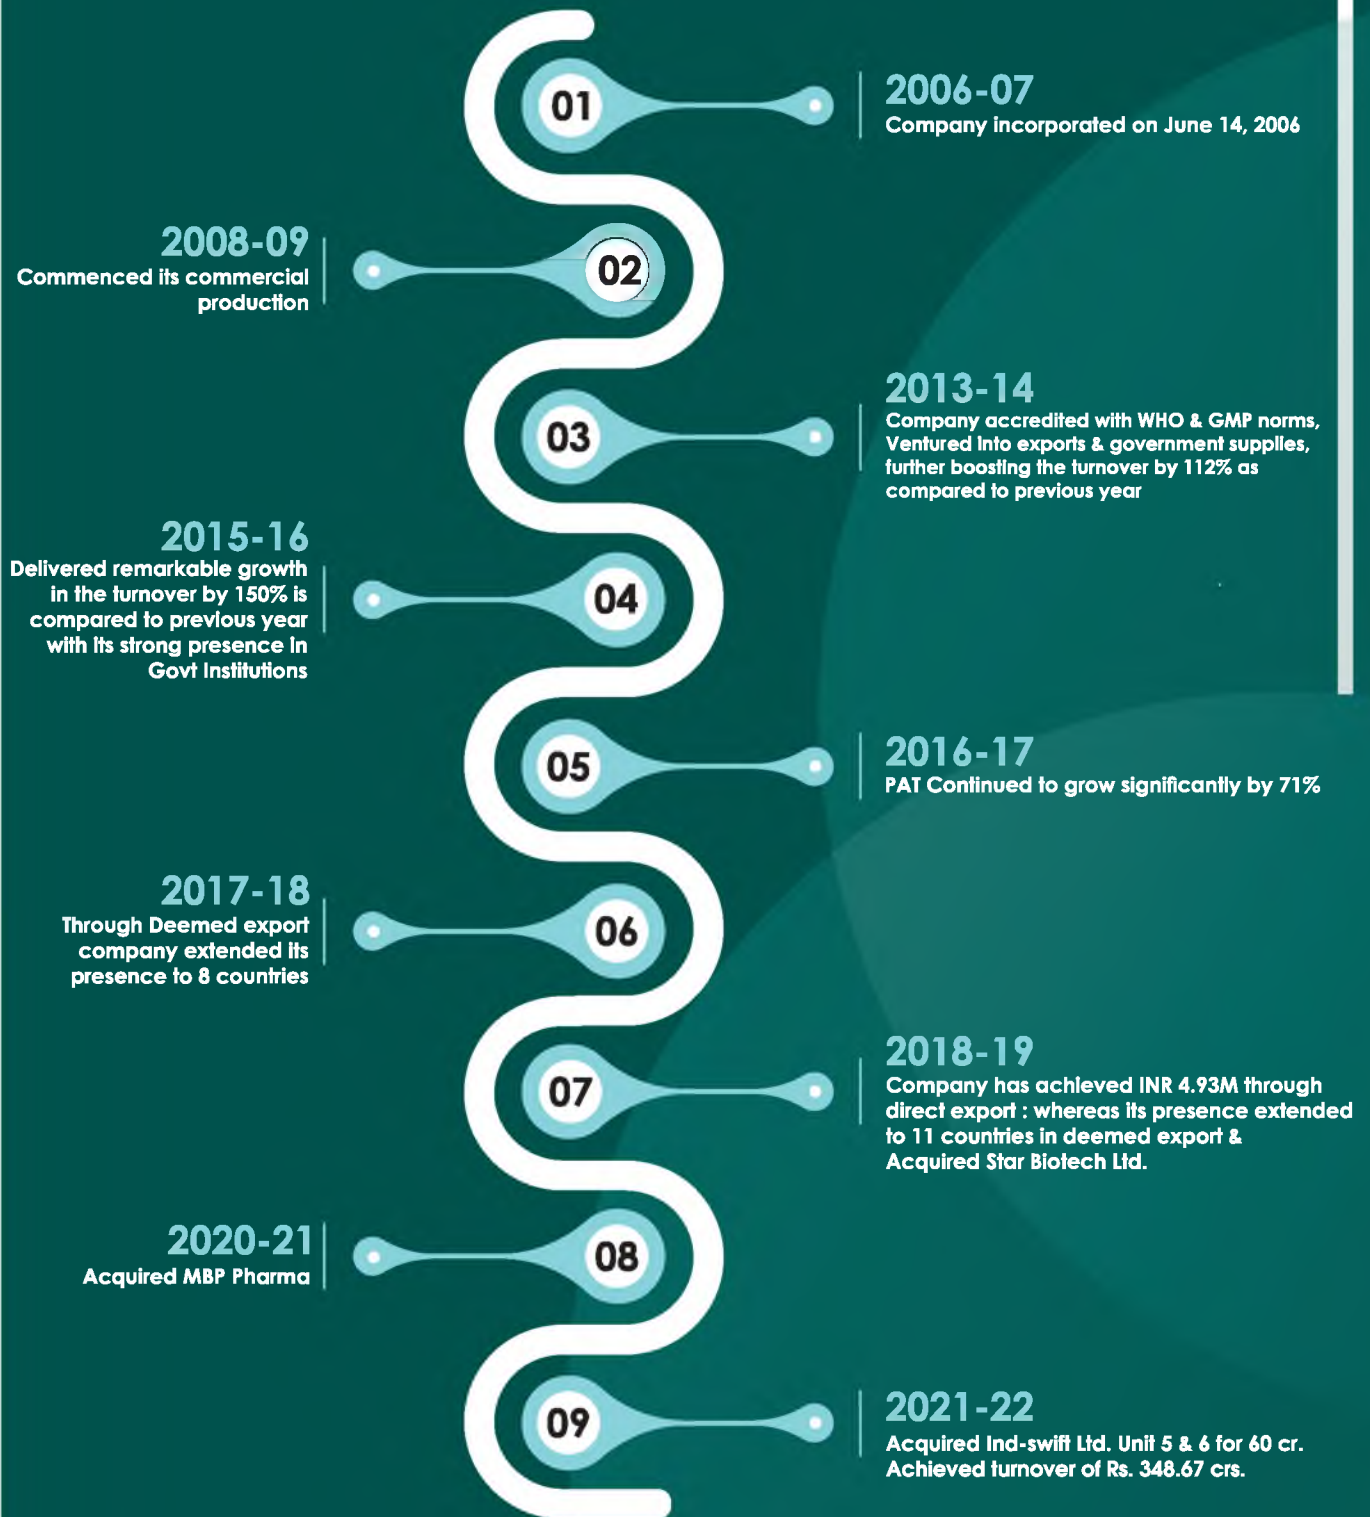 01
2006-07
Company incorporated on June 14, 2006
2008-09
Commenced its commercial
production
02
03
2013-14
Company accredited with WHO & GMP norms,
Ventured into exports & government supplies,
further boosting the turnover by 112% as
compared to previous year
2015-16
Delivered remarkable growth
in the turnover by 150% is
compared to previous year
with its strong presence in
Govt Institutions
04
05
2016-17
PAT Continued to grow significantly by 71%
2017-18
Through Deemed export
company extended its
presence to 8 countries
06
07
2018-19
Company has achieved INR 4.93M through
direct export : whereas its presence extended
to 11 countries in deemed export &
Acquired Star Biotech Ltd.
2020-21
Acquired MBP Pharma
08
09
2021-22
Acquired Ind-swift Ltd. Unit 5 & 6 for 60 cr.
Achieved turnover of Rs. 348.67 crs.